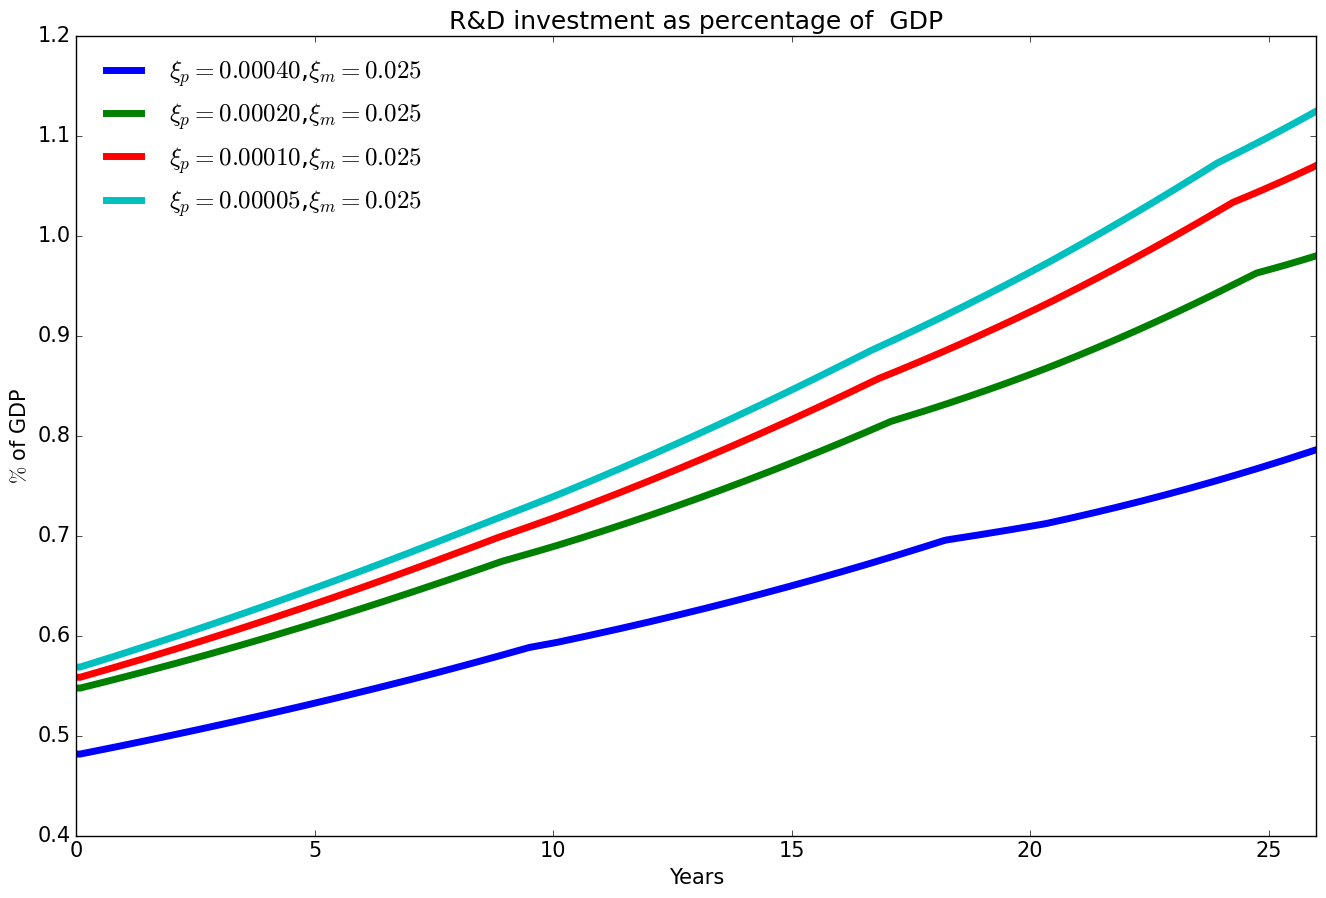 R&D investment as percentage of  GDP
1.2
1.1
1.0
0.9
0.8
0.7
0.6
0.5
0.4
% of GDP
ξp = 0.00040,ξm = 0.025
ξp = 0.00020,ξm = 0.025
ξp = 0.00010,ξm = 0.025
ξp = 0.00005,ξm = 0.025
0 5 10 15 20 25
Years